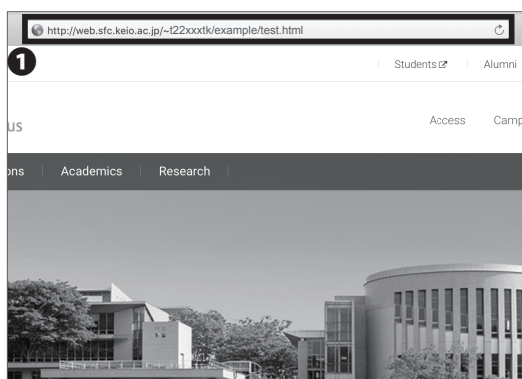 http://web.sfc.keio.ac.jp/~t22xxxtk/example/test.html
1
Students
Alumni
us
Access
Camp
ons
Academics
Research